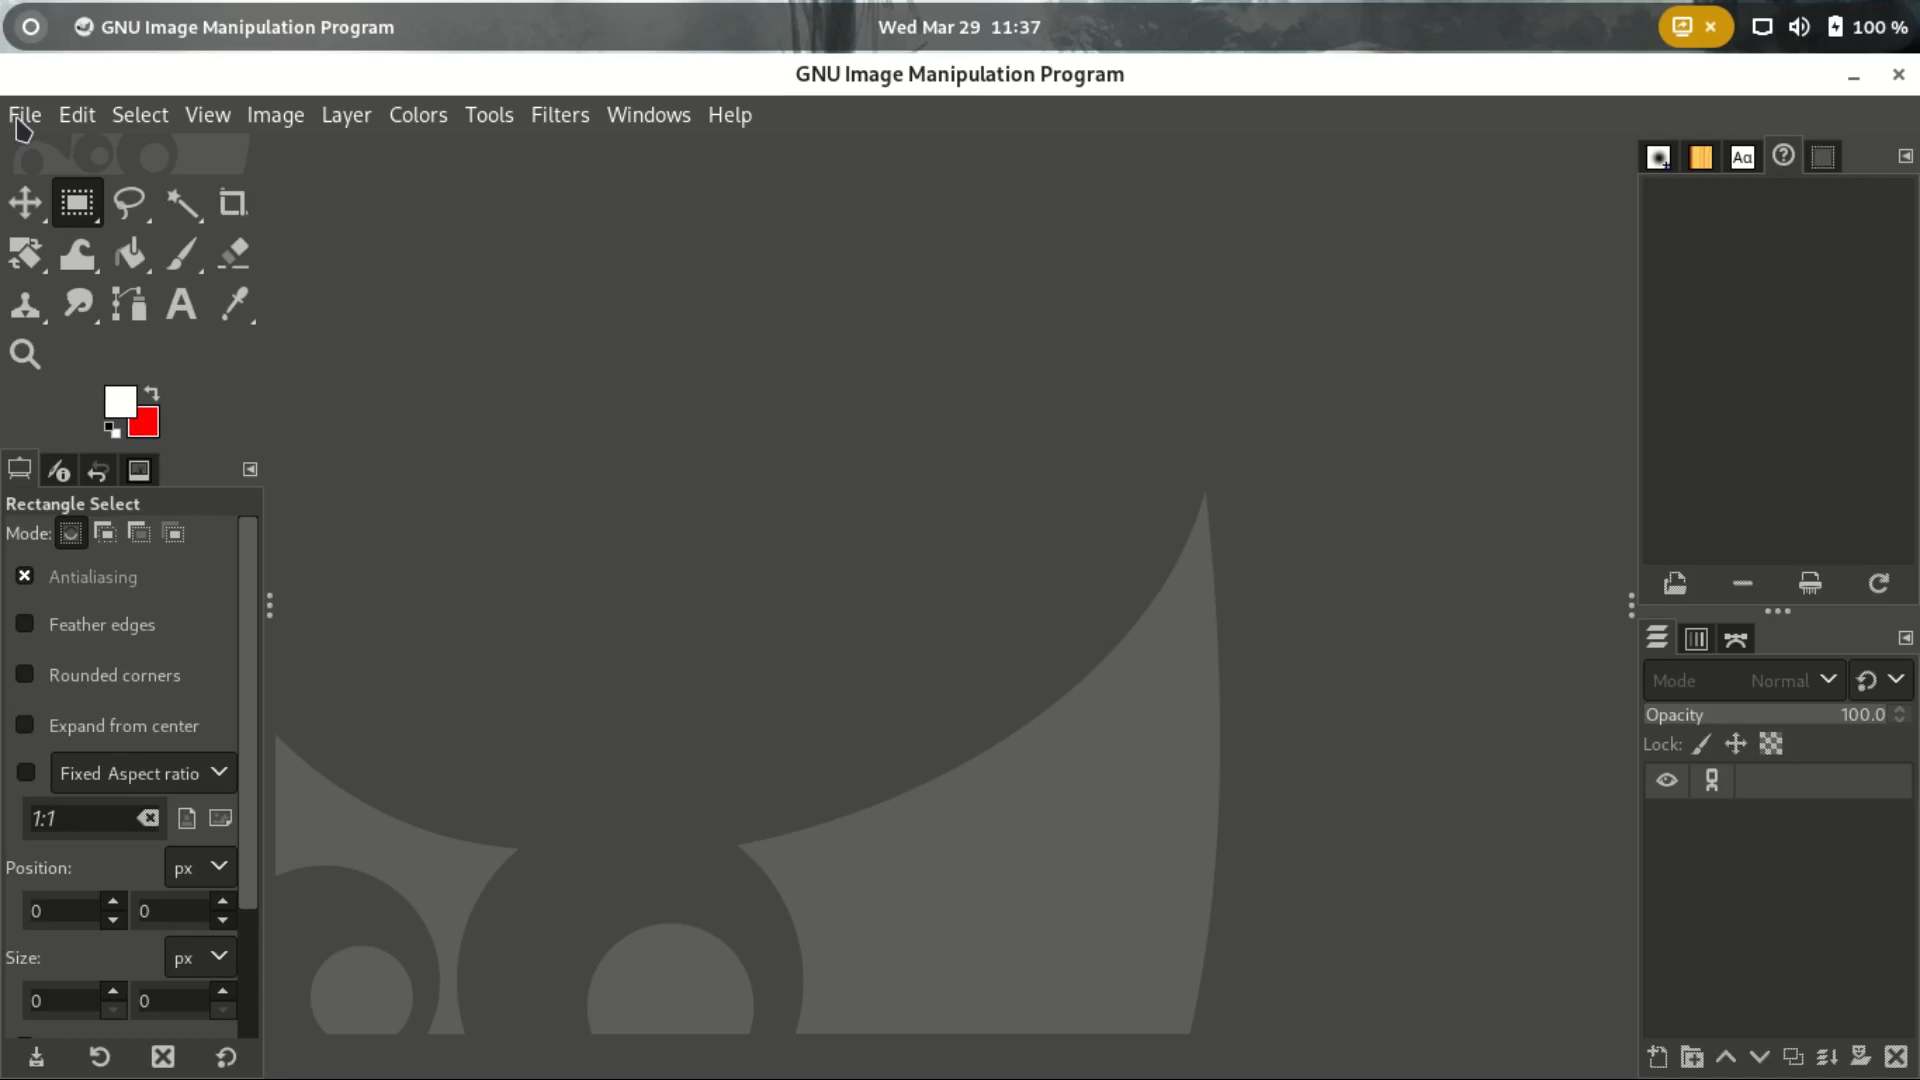 GNU Image Manipulation Program
Wed Mar 29 11:37
100 %
GNU Image Manipulation Program
File Edit Select View Image Layer Colors Tools Filters Windows Help
Aa
A
Rectangle Select
Mode:
Antialiasing
Feather edges
Rounded corners
Expand from center
Fixed Aspect ratio
1:1
Position:
px
0 0
Size:
px
0 0
Mode Normal
Opacity 100.0
Lock: